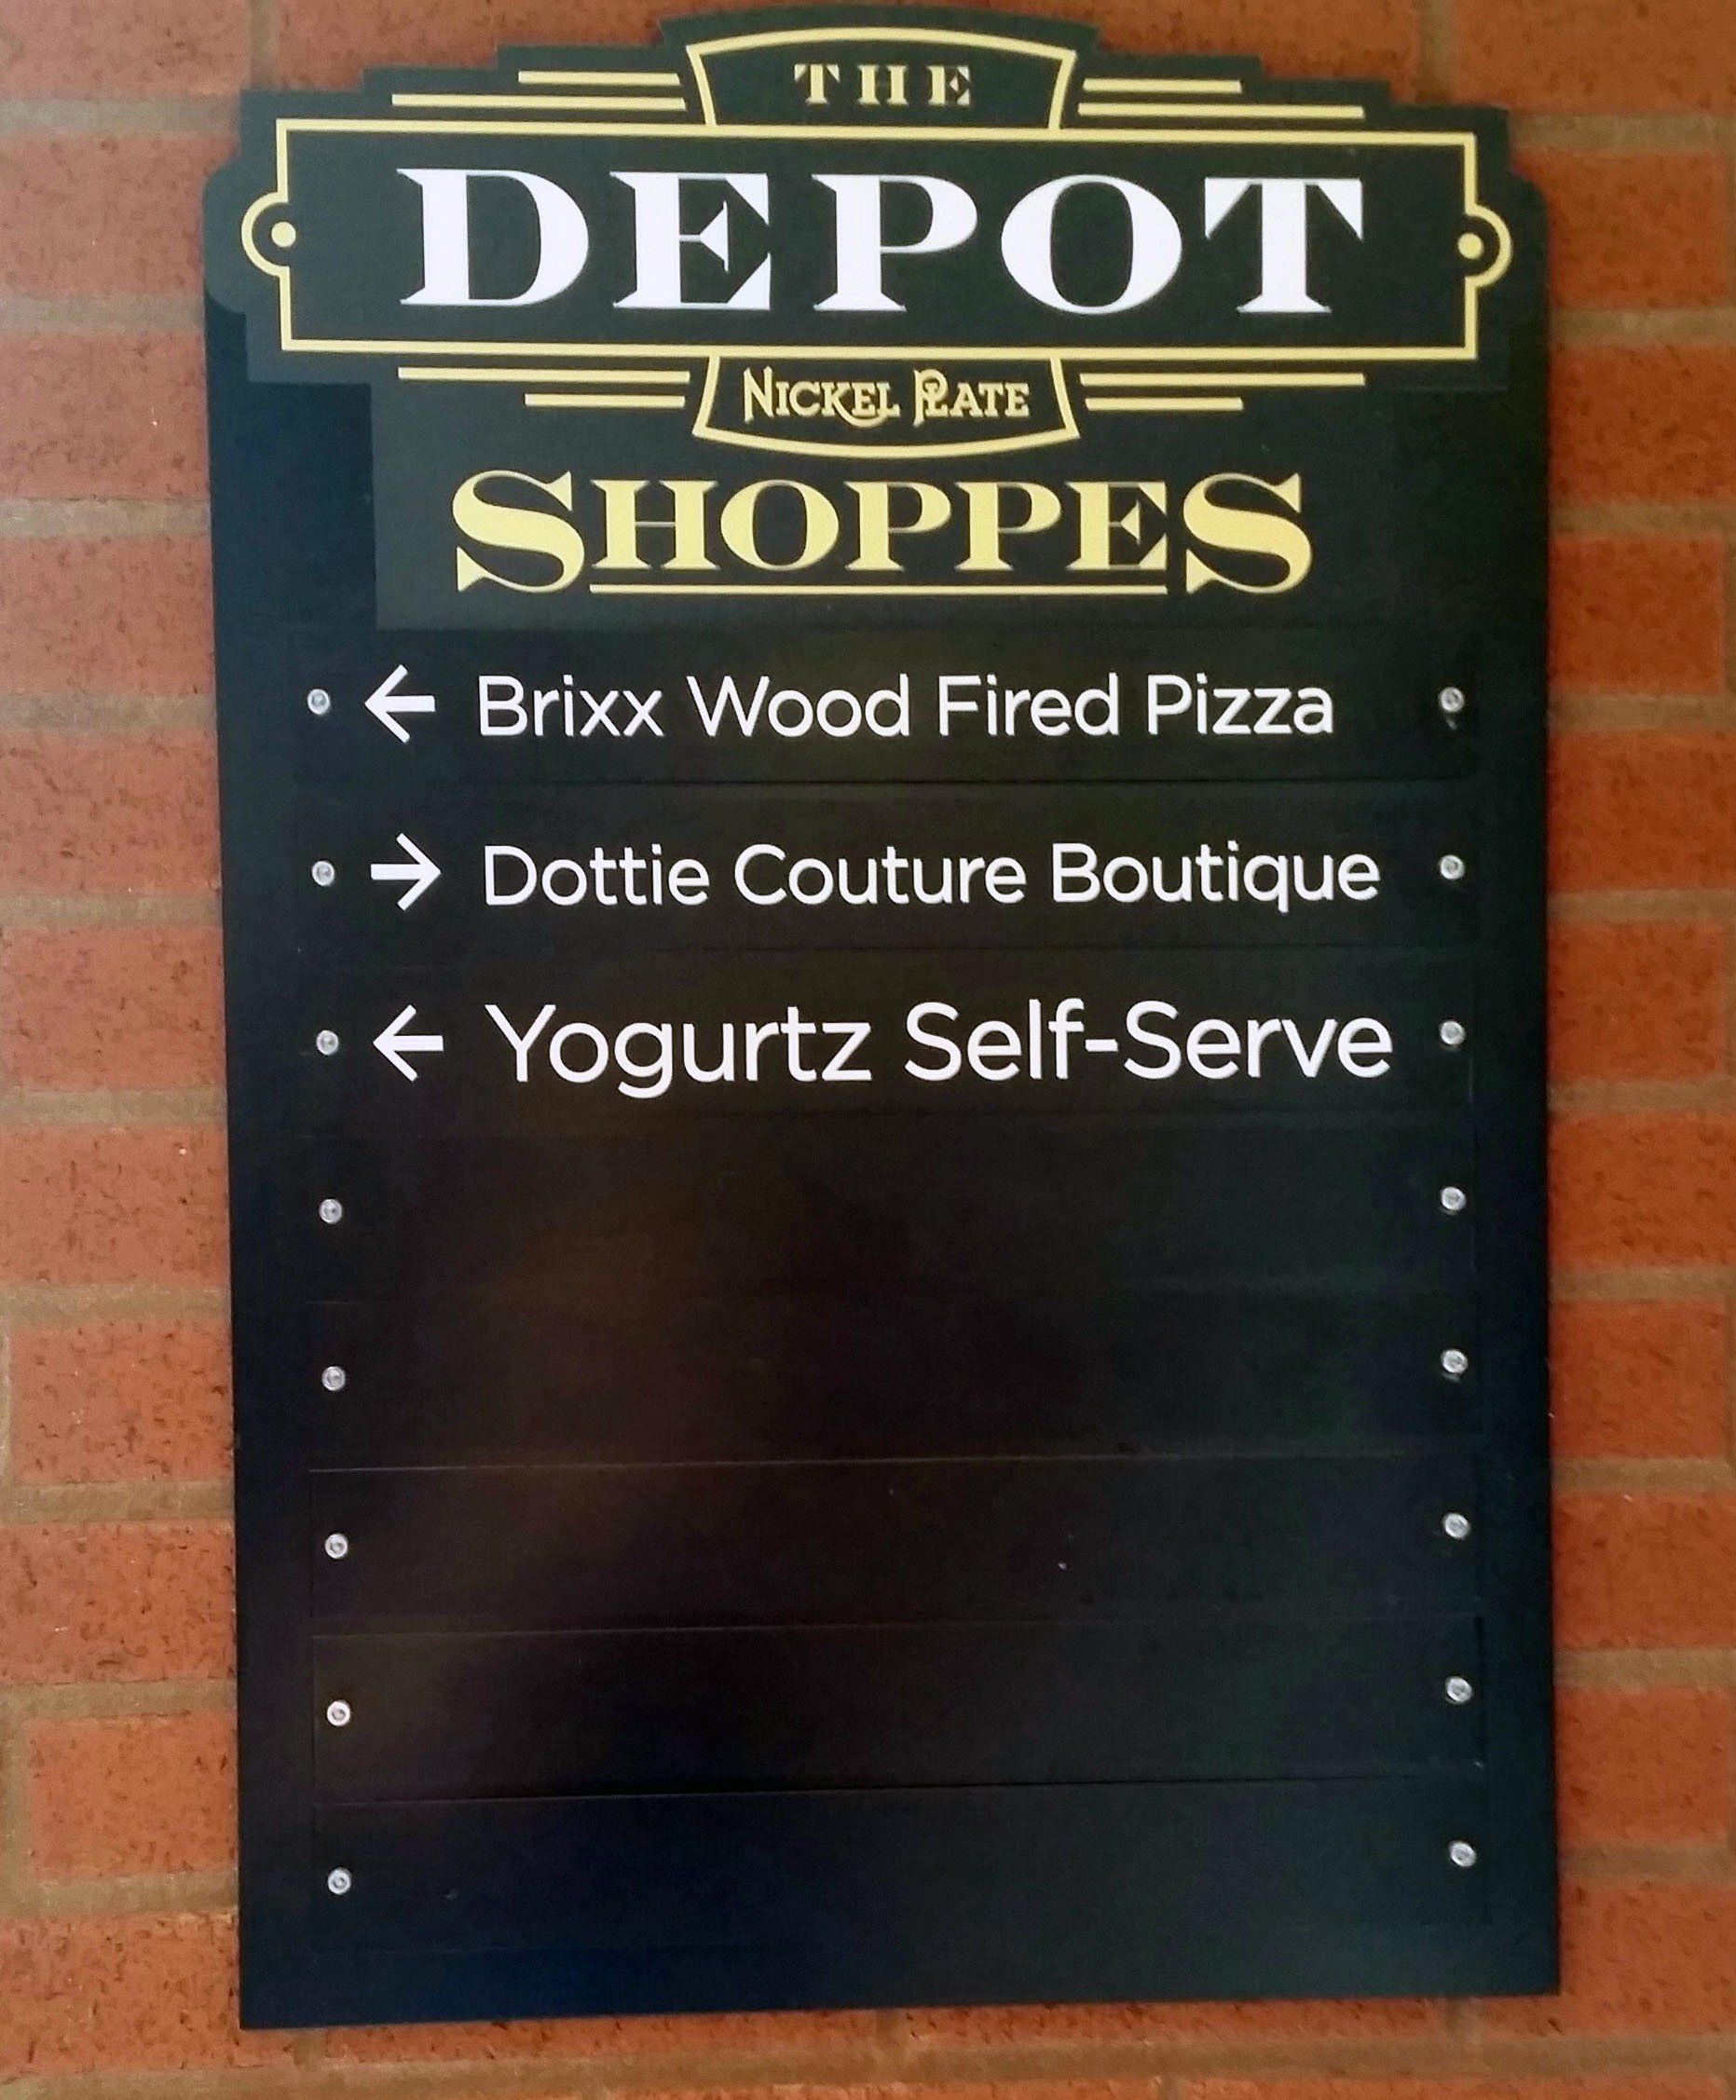 THE
DEPOT
NICKEL PLATE
SHOPPES
← Brixx Wood Fired Pizza
→ Dottie Couture Boutique
← Yogurtz Self-Serve